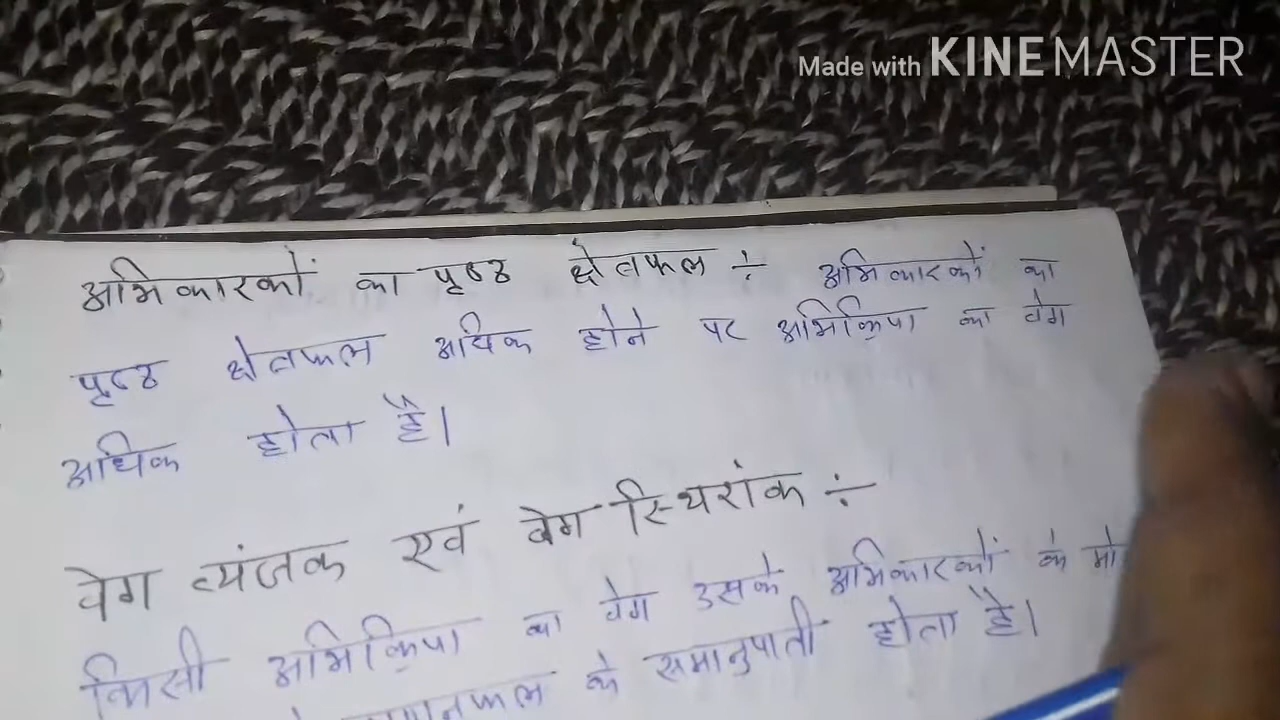 Made with KINEMASTER
अभिकारकों का पृष्ठ क्षेत्रफल ÷ अभिकारकों का
पृष्ठ क्षेत्रफल अधिक होने पर अभिक्रिया का वेग
अधिक होता है।
वेग व्यंजक एवं वेग स्थिरांक ÷
किसी अभिक्रिया का वेग उसके अभिकारकों के मो
के समानुपाती होता है।